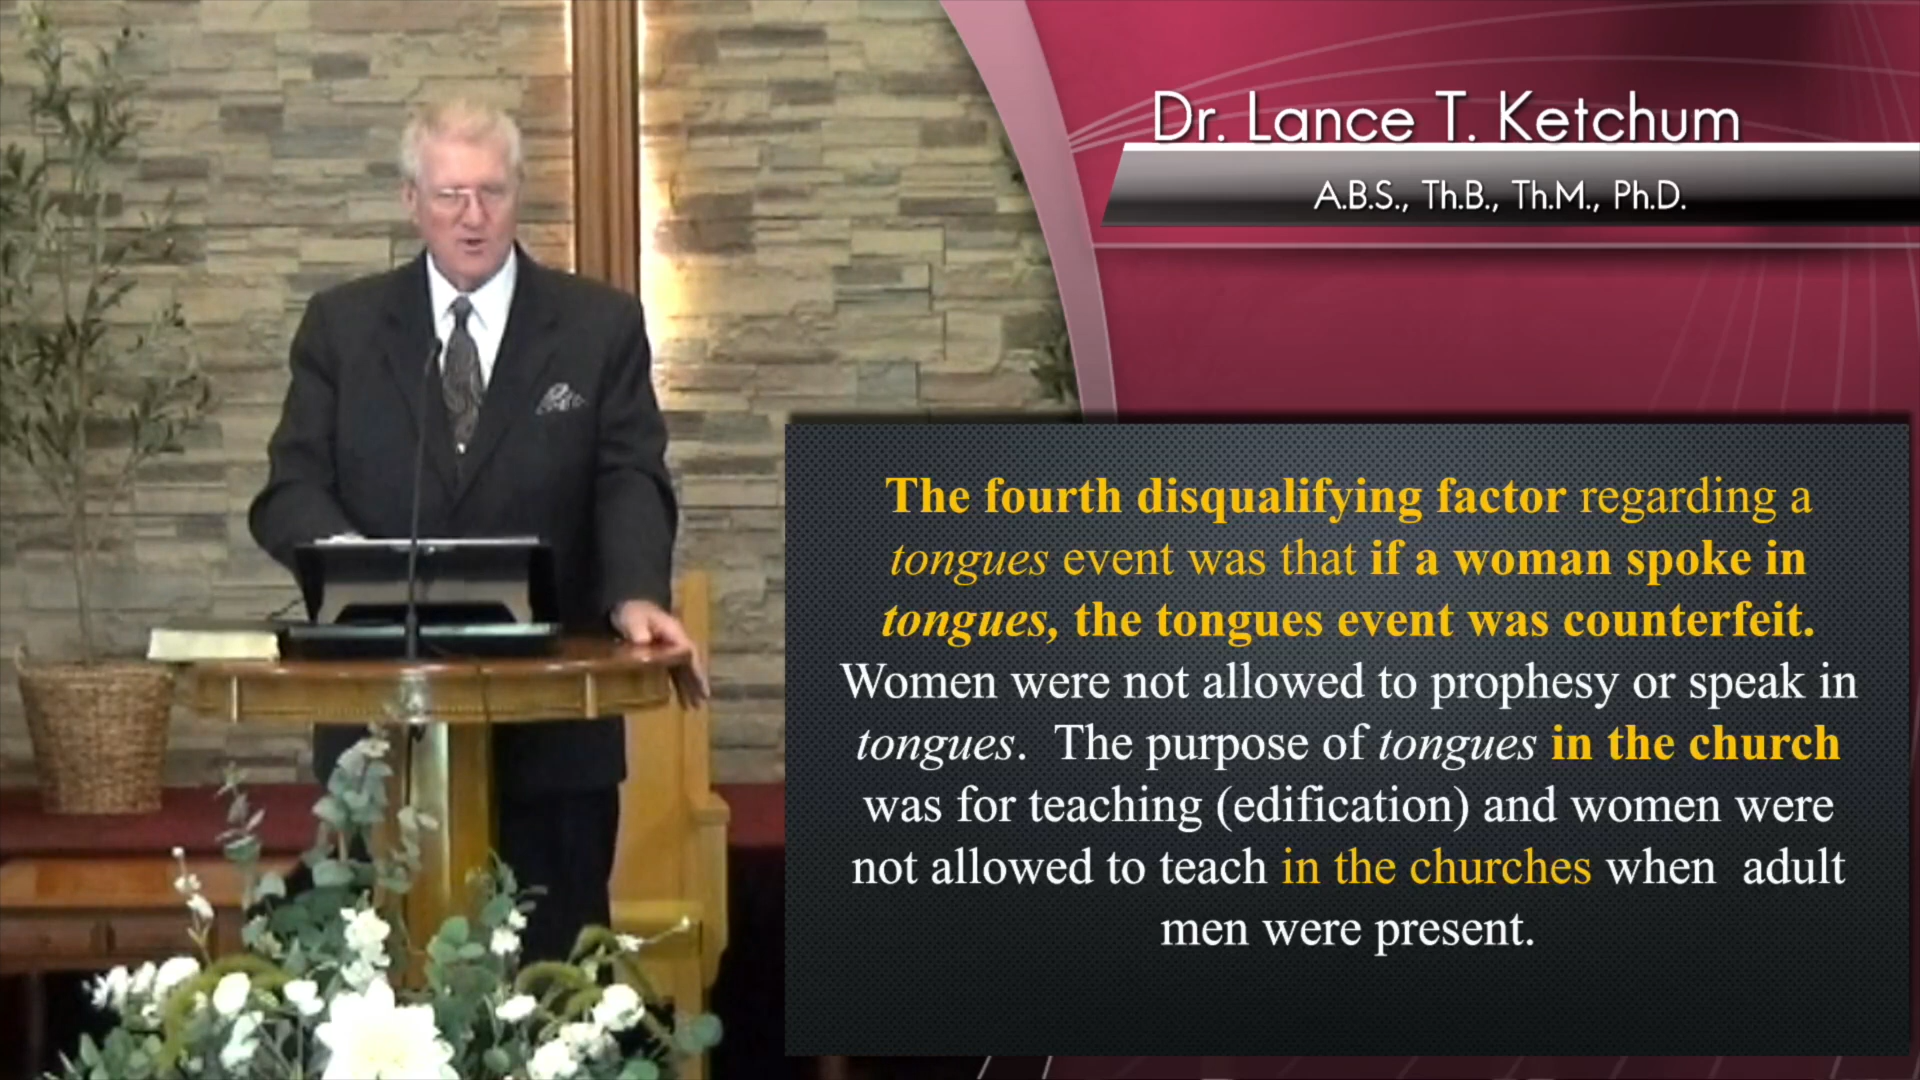 Dr. Lance T. Ketchum
A.B.S., Th.B., Th.M., Ph.D.
The fourth disqualifying factor regarding a
tongues event was that if a woman spoke in
tongues, the tongues event was counterfeit.
Women were not allowed to prophesy or speak in
tongues.  The purpose of tongues in the church
was for teaching (edification) and women were
not allowed to teach in the churches when  adult
men were present.